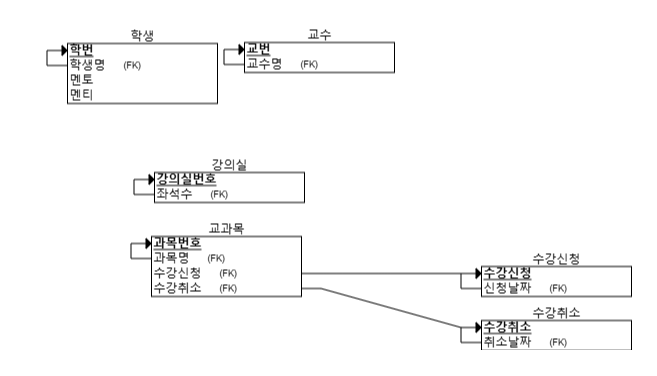 학생
학번
학생명 (FK)
멘토
멘티
교수
교번
교수명 (FK)
강의실
강의실번호
좌석수 (FK)
교과목
과목번호
과목명 (FK)
수강신청 (FK)
수강취소 (FK)
수강신청
수강신청
신청날짜 (FK)
수강취소
수강취소
취소날짜 (FK)